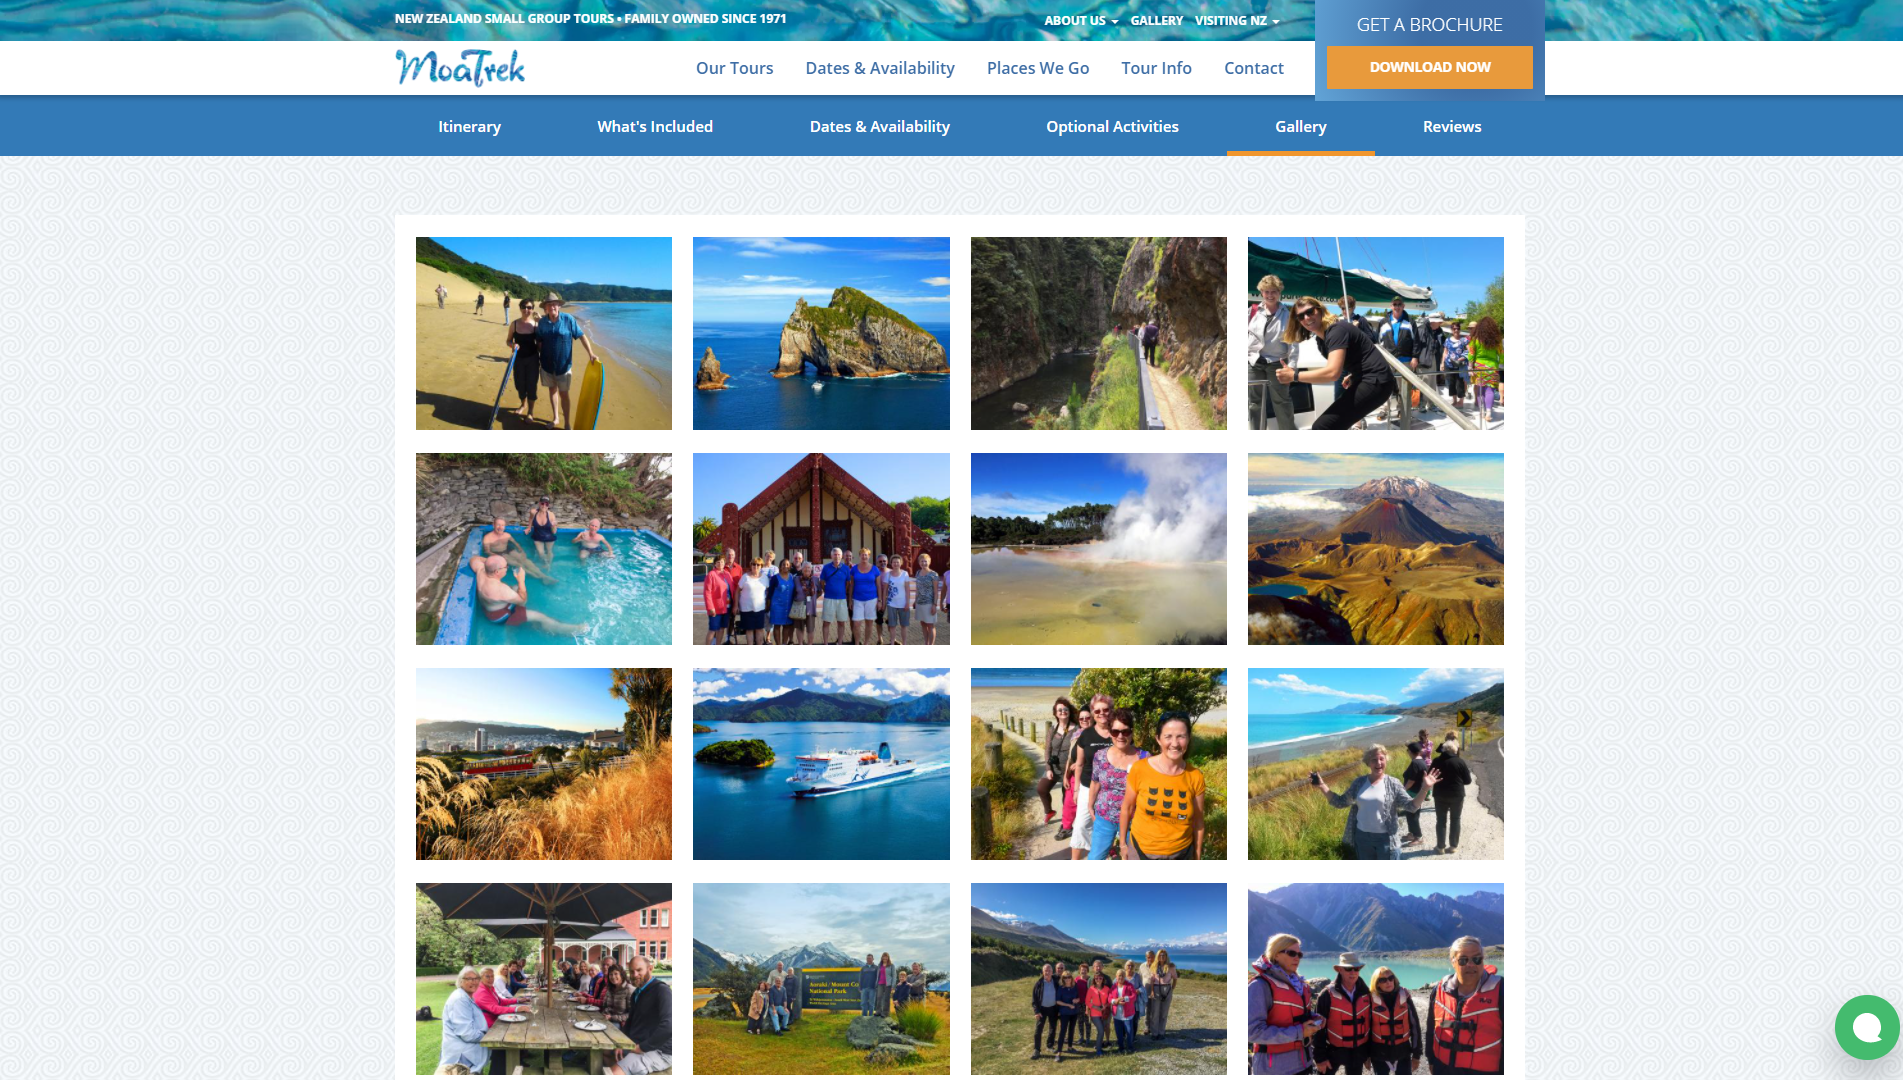 NEW ZEALAND SMALL GROUP TOURS • FAMILY OWNED SINCE 1971
ABOUT US GALLERY VISITING NZ
GET A BROCHURE
DOWNLOAD NOW
MoaTrek
Our Tours Dates & Availability Places We Go Tour Info Contact
Itinerary What's Included Dates & Availability Optional Activities Gallery Reviews
Aoraki Mount Co
National Park